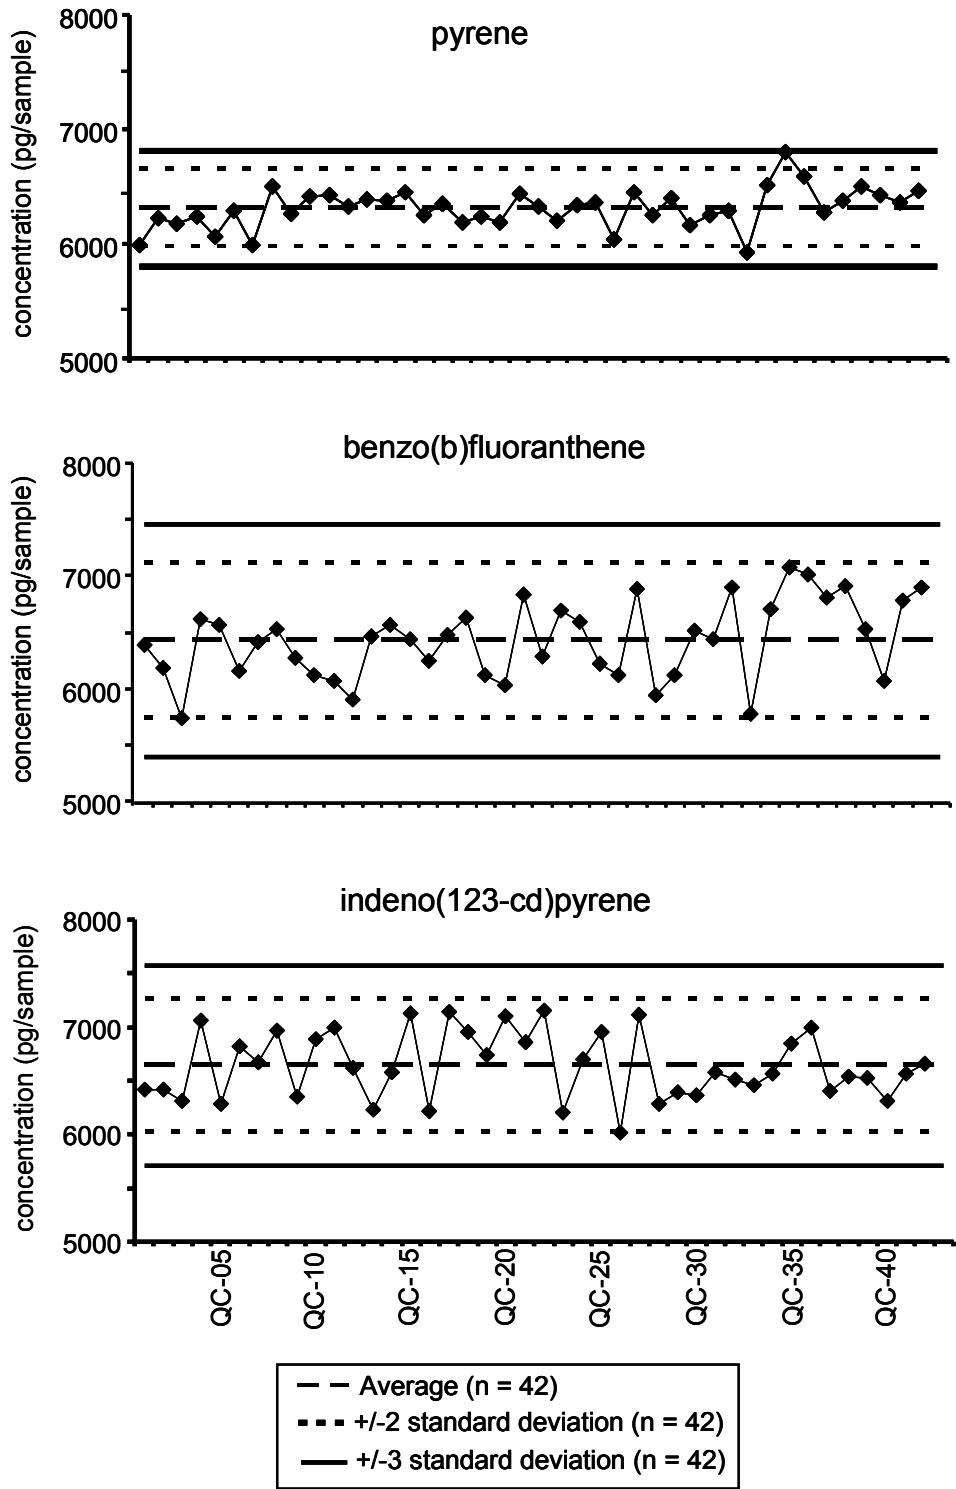 pyrene
concentration (pg/sample)
8000
7000
6000
5000
benzo(b)fluoranthene
concentration (pg/sample)
8000
7000
6000
5000
indeno(123-cd)pyrene
concentration (pg/sample)
8000
7000
6000
5000
QC-05
QC-10
QC-15
QC-20
QC-25
QC-30
QC-35
QC-40
Average (n = 42)
+/-2 standard deviation (n = 42)
+/-3 standard deviation (n = 42)